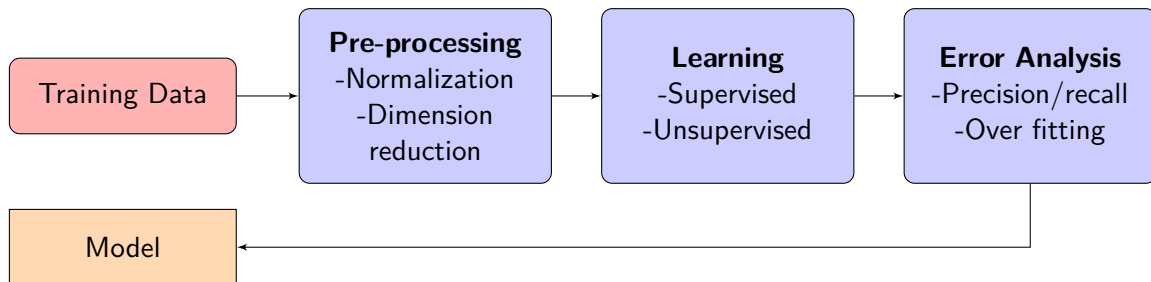 Training Data
Pre-processing
-Normalization
-Dimension
reduction
Learning
-Supervised
-Unsupervised
Error Analysis
-Precision/recall
-Over fitting
Model